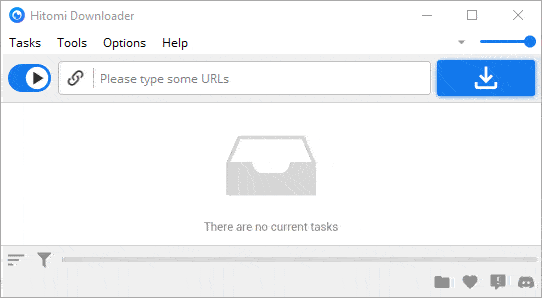 Hitomi Downloader
Tasks Tools Options Help
Please type some URLs
There are no current tasks